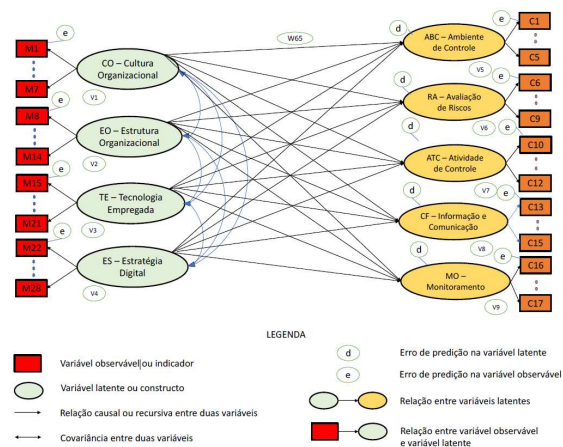 M1
e
M7
CO – Cultura
Organizacional
V1
M8
e
M14
EO – Estrutura
Organizacional
V2
M15
e
M21
TE – Tecnologia
Empregada
V3
M22
e
M28
ES – Estratégia
Digital
V4
W65
d
ABC – Ambiente
de Controle
e
C1
C5
V5
d
RA – Avaliação
de Riscos
e
C6
C9
V6
d
ATC – Atividade
de Controle
e
C10
C12
V7
d
CF – Informação e
Comunicação
e
C13
C15
V8
d
MO –
Monitoramento
e
C16
C17
V9
LEGENDA
Variável observável|ou indicador
Variável latente ou constructo
Relação causal ou recursiva entre duas variáveis
Covariância entre duas variáveis
d
Erro de predição na variável latente
e
Erro de predição na variável observável
Relação entre variáveis latentes
Relação entre variável observável
e variável latente